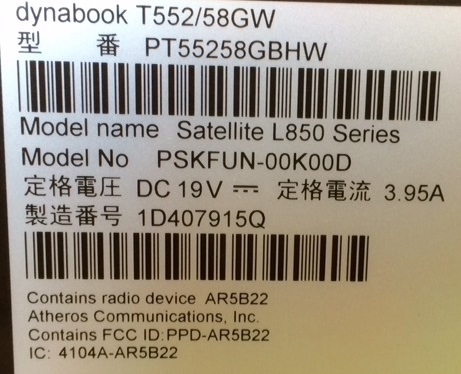 dynabook T552/58GW
型 番 PT55258GBHW
Model name Satellite L850 Series
Model No PSKFUN-00K00D
定格電圧 DC 19V ⎓ 定格電流 3.95A
製造番号 1D407915Q
Contains radio device AR5B22
Atheros Communications, Inc.
Contains FCC ID:PPD-AR5B22
IC: 4104A-AR5B22